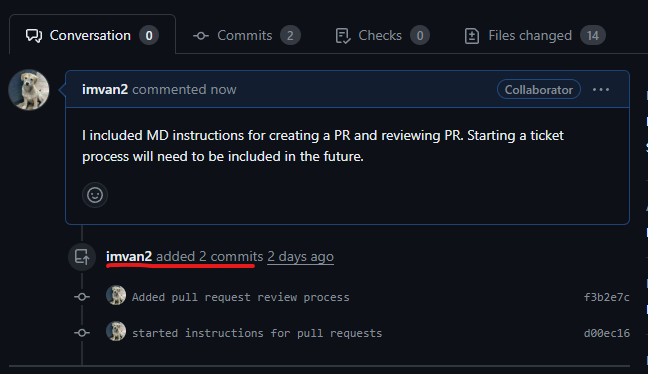 Conversation 0 Commits 2 Checks 0 Files changed 14
imvan2 commented now Collaborator ...
I included MD instructions for creating a PR and reviewing PR. Starting a ticket
process will need to be included in the future.
imvan2 added 2 commits 2 days ago
Added pull request review process f3b2e7c
started instructions for pull requests d00ec16